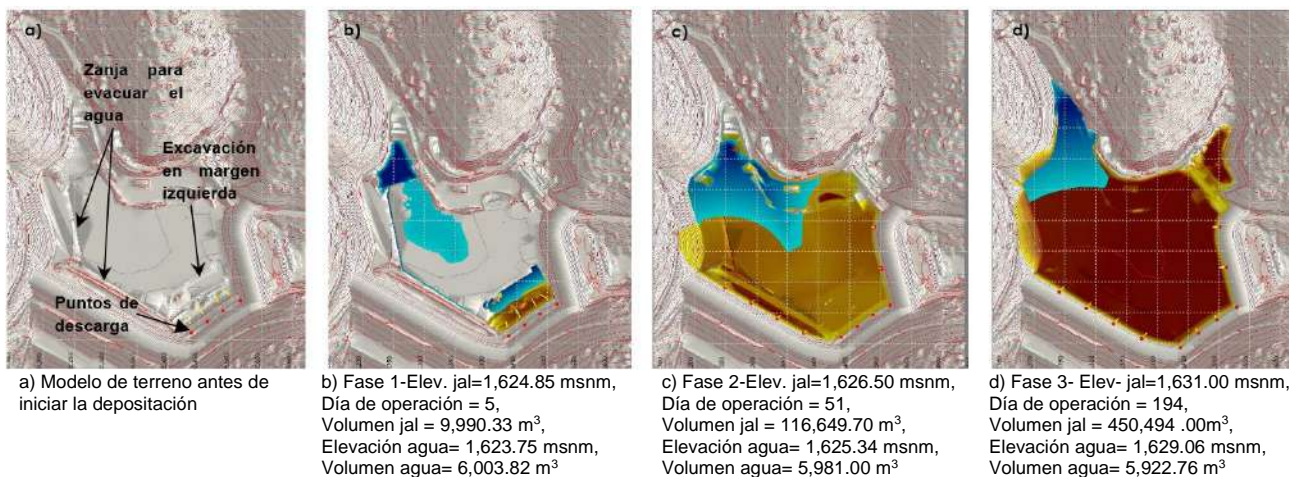 a)
Zanja para
evacuar el
agua
Excavación
en margen
izquierda
Puntos de
descarga
b)
c)
d)
a) Modelo de terreno antes de
iniciar la depositación
b) Fase 1-Elev. jal=1,624.85 msnm,
Día de operación = 5,
Volumen jal = 9,990.33 m³,
Elevación agua= 1,623.75 msnm,
Volumen agua= 6,003.82 m³
c) Fase 2-Elev. jal=1,626.50 msnm,
Día de operación = 51,
Volumen jal = 116,649.70 m³,
Elevación agua= 1,625.34 msnm,
Volumen agua= 5,981.00 m³
d) Fase 3- Elev- jal=1,631.00 msnm,
Día de operación = 194,
Volumen jal = 450,494 .00m³,
Elevación agua= 1,629.06 msnm,
Volumen agua= 5,922.76 m³